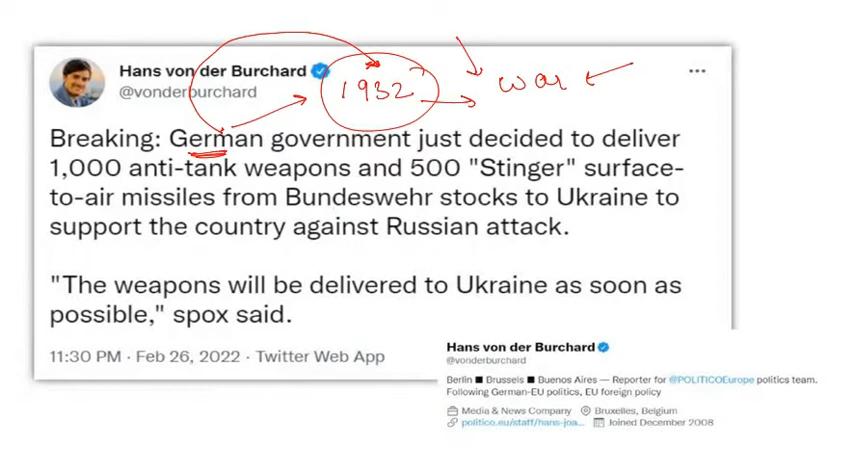 Hans von der Burchard
@vonderburchard
1932
war
Breaking: German government just decided to deliver
1,000 anti-tank weapons and 500 "Stinger" surface-
to-air missiles from Bundeswehr stocks to Ukraine to
support the country against Russian attack.
"The weapons will be delivered to Ukraine as soon as
possible," spox said.
11:30 PM · Feb 26, 2022 · Twitter Web App
Hans von der Burchard
@vonderburchard
Berlin ■ Brussels ■ Buenos Aires — Reporter for @POLITICOEurope politics team.
Following German-EU politics, EU foreign policy
Media & News Company Bruxelles, Belgium
politico.eu/staff/hans-joa... Joined December 2008